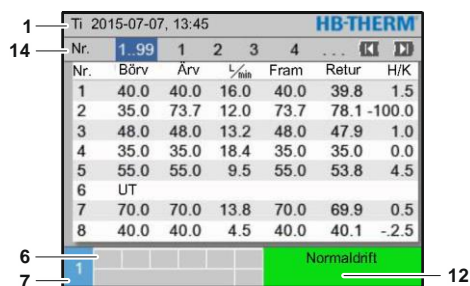 1 Ti 2015-07-07, 13:45 HB-THERM
14 Nr. 1..99 1 2 3 4 ...
Nr. Börv Ärv L/min Fram Retur H/K
1 40.0 40.0 16.0 40.0 39.8 1.5
2 35.0 73.7 12.0 73.7 78.1 -100.0
3 48.0 48.0 13.2 48.0 47.9 1.0
4 35.0 35.0 18.4 35.0 35.0 0.0
5 55.0 55.0 9.5 55.0 53.8 4.5
6 UT
7 70.0 70.0 13.8 70.0 69.9 0.5
8 40.0 40.0 4.5 40.0 40.1 -.2.5
6 Normaldrift
7 1 12